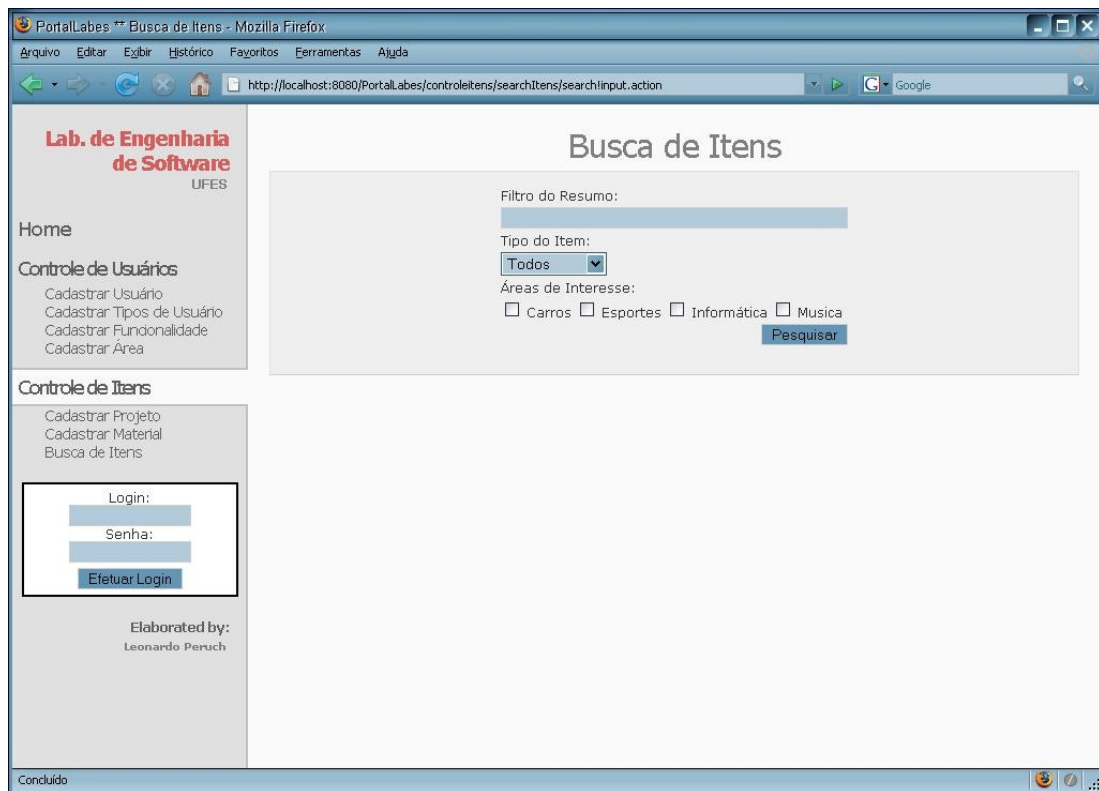 PortalLabes ** Busca de Itens - Mozilla Firefox
Arquivo Editar Exibir Histórico Favoritos Ferramentas Ajuda
http://localhost:8080/PortalLabes/controleitens/searchItens/search!input.action
G Google
Lab. de Engenharia
de Software
UFES
Home
Controle de Usuários
Cadastrar Usuário
Cadastrar Tipos de Usuário
Cadastrar Funcionalidade
Cadastrar Área
Controle de Itens
Cadastrar Projeto
Cadastrar Material
Busca de Itens
Login:
Senha:
Efetuar Login
Elaborated by:
Leonardo Peruch
Busca de Itens
Filtro do Resumo:
Tipo do Item:
Todos
Áreas de Interesse:
Carros Esportes Informática Musica
Pesquisar
Concluído